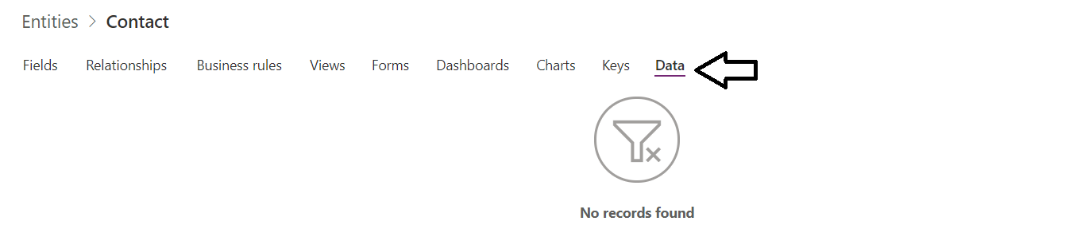 Entities > Contact
Fields Relationships Business rules Views Forms Dashboards Charts Keys Data
No records found